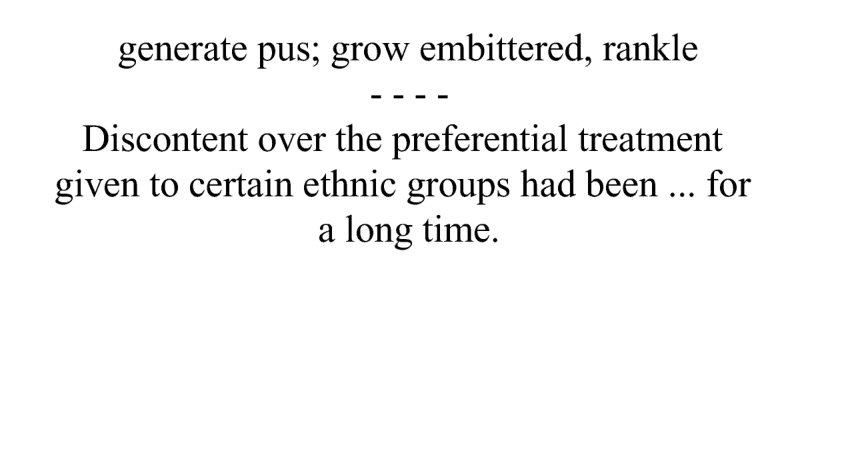 generate pus; grow embittered, rankle
- - - -
Discontent over the preferential treatment
given to certain ethnic groups had been ... for
a long time.